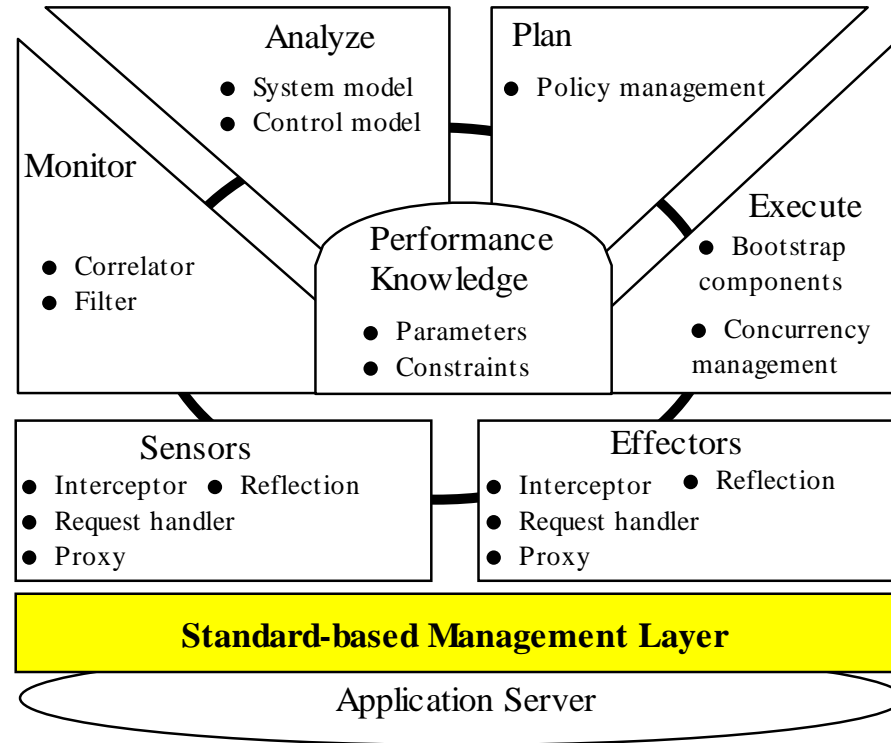 Analyze
● System model
● Control model
Plan
● Policy management
Monitor
● Correlator
● Filter
Performance
Knowledge
● Parameters
● Constraints
Execute
● Bootstrap
components
● Concurrency
management
Sensors
● Interceptor ● Reflection
● Request handler
● Proxy
Effectors
● Interceptor ● Reflection
● Request handler
● Proxy
Standard-based Management Layer
Application Server